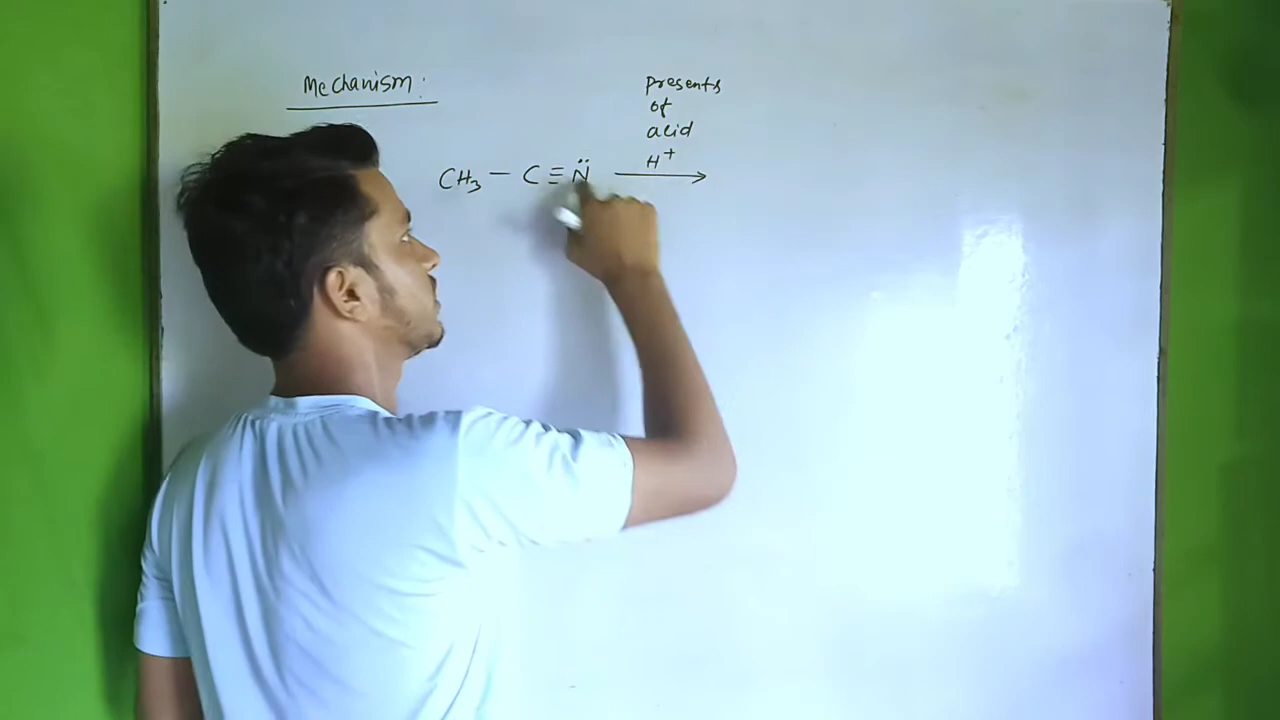 Mechanism:
presents
of
acid
H⁺
CH₃ − C ≡ N̈ ⟶